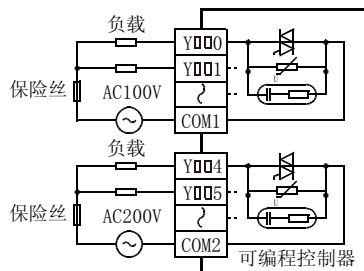 负载
Y000
Y001
保险丝
AC100V
COM1
U
负载
Y004
Y005
保险丝
AC200V
COM2
U
可编程控制器